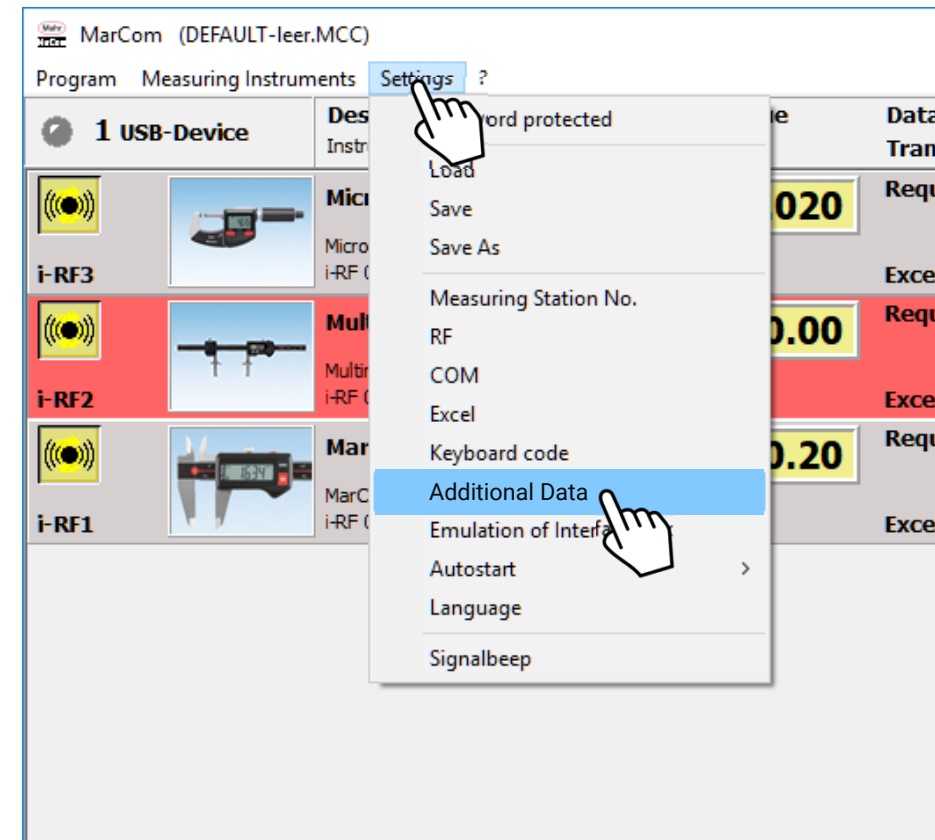 MarCom (DEFAULT-leer.MCC)
Program Measuring Instruments Settings ?
1 USB-Device
Des
Instr
word protected
Load
Save
Save As
Measuring Station No.
RF
COM
Excel
Keyboard code
Additional Data
Emulation of Interfa
Autostart >
Language
Signalbeep
ie
Data
Tran
i-RF3
Micr
Micro
i-RF (
020
Requ
Exce
i-RF2
Mult
Multin
i-RF (
0.00
Requ
Exce
i-RF1
Mar
MarC
i-RF (
0.20
Requ
Exce